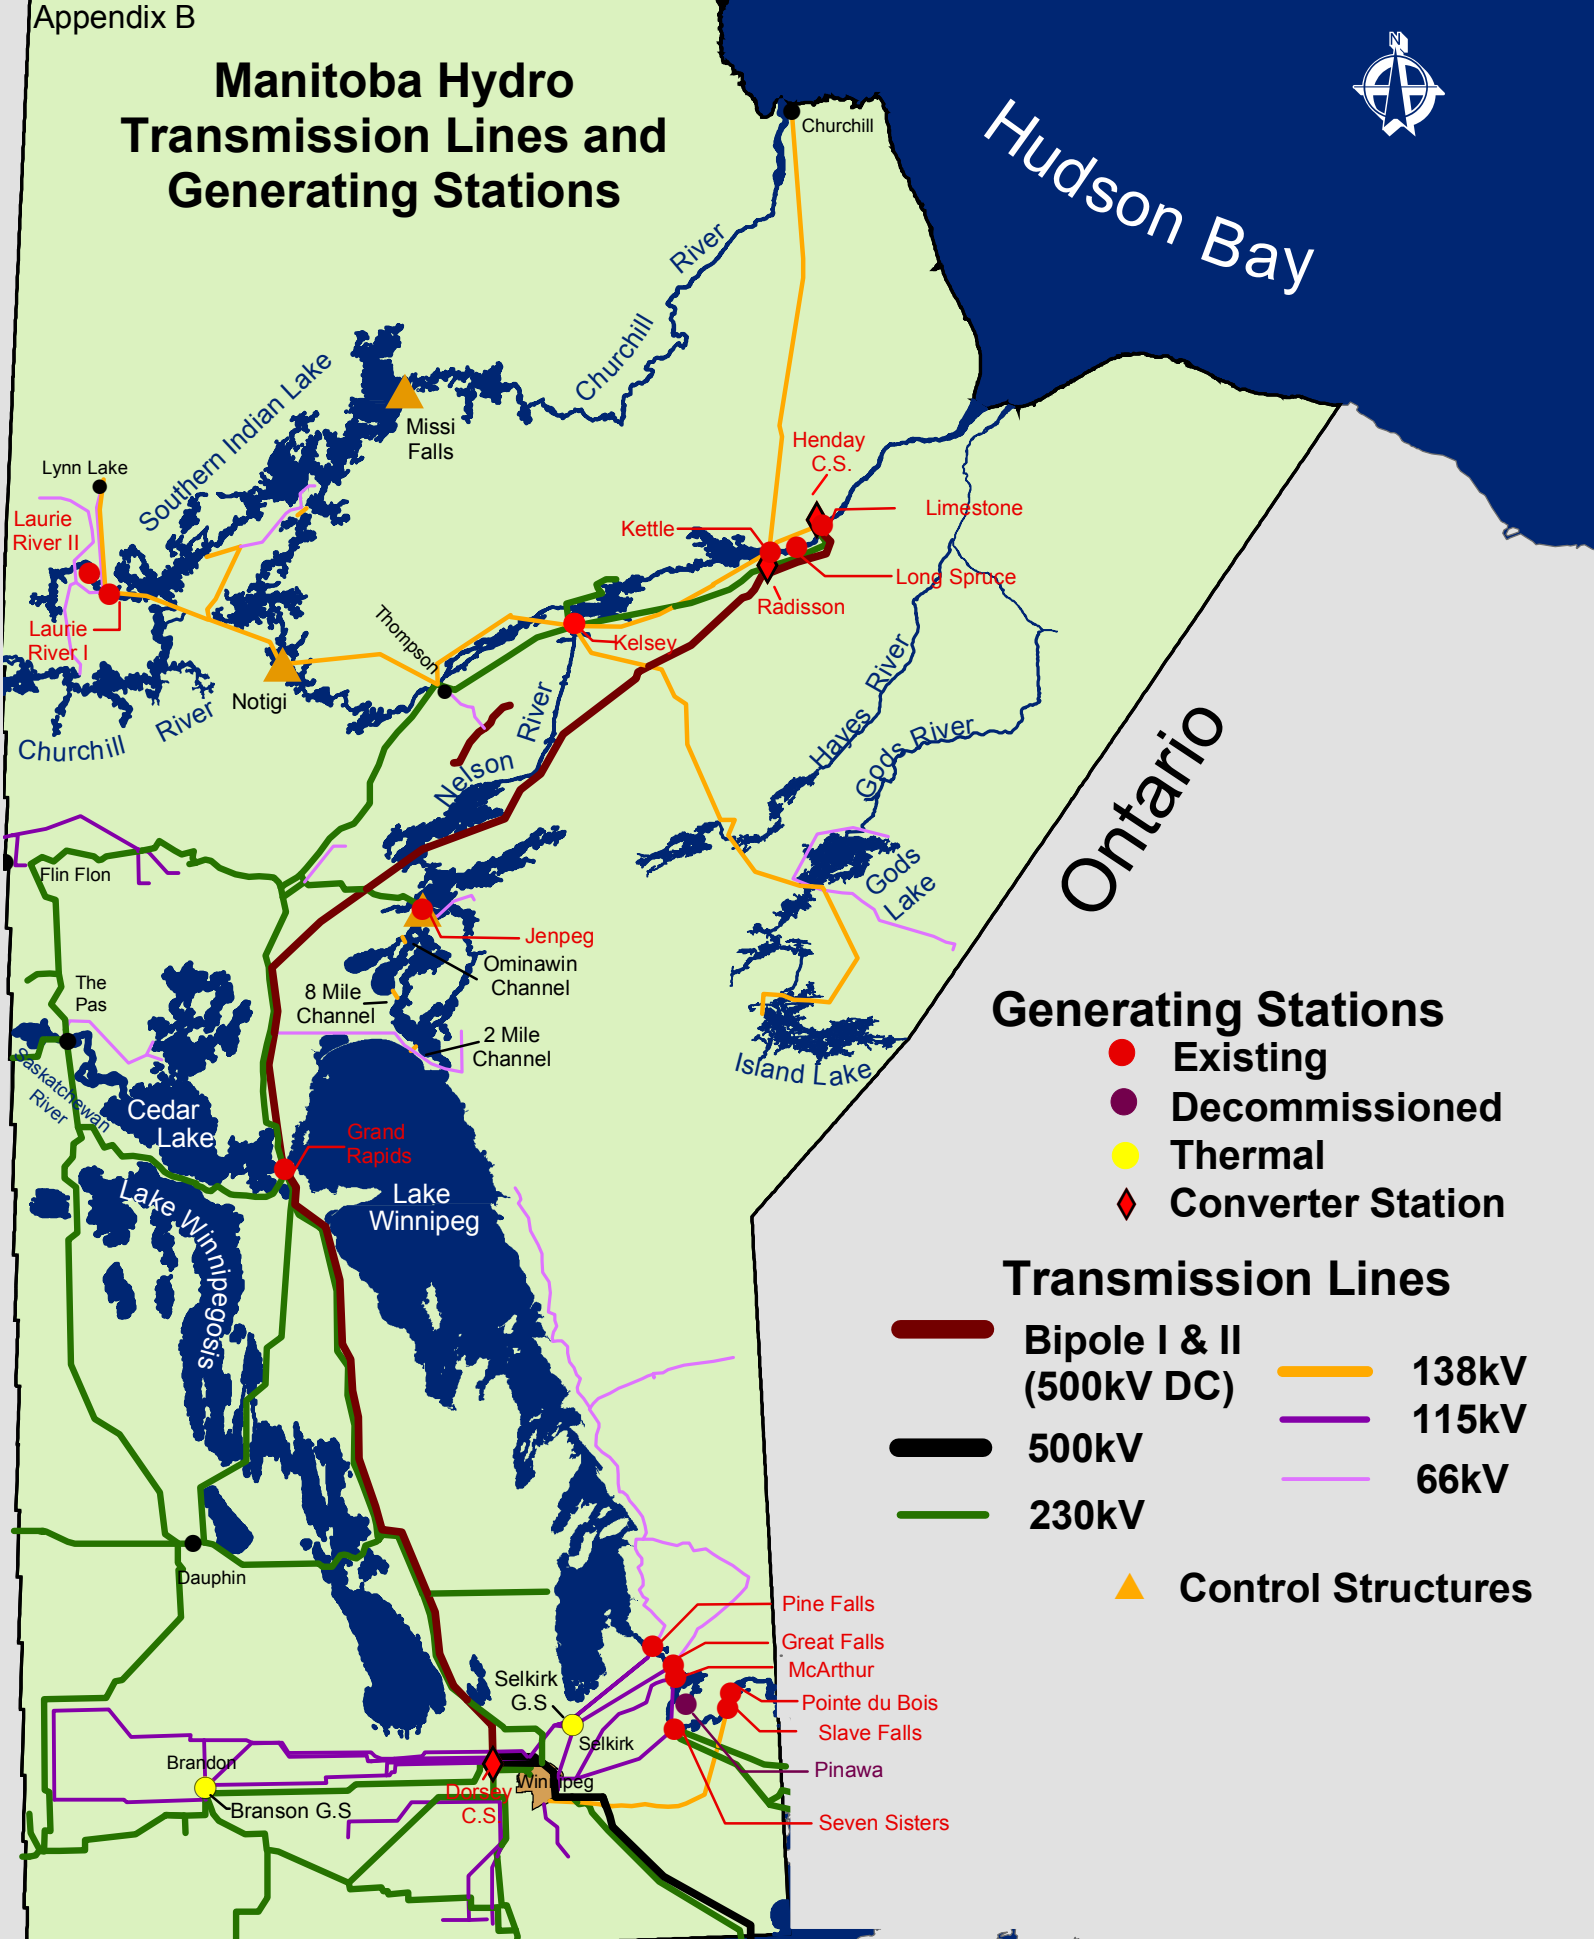 Appendix B
Manitoba Hydro
Transmission Lines and
Generating Stations
N
Hudson Bay
Churchill
River
Churchill
Southern Indian Lake
Missi
Falls
Lynn Lake
Laurie
River II
Laurie
River I
Henday
C.S.
Limestone
Kettle
Long Spruce
Radisson
Thompson
Kelsey
Notigi
River
Churchill
River
Nelson
Hayes River
Gods River
Ontario
Flin Flon
Gods
Lake
Jenpeg
Ominawin
Channel
8 Mile
Channel
2 Mile
Channel
The
Pas
Island Lake
Saskatchewan
River
Cedar
Lake
Grand
Rapids
Lake
Winnipeg
Lake Winnipegosis
Generating Stations
Existing
Decommissioned
Thermal
Converter Station
Transmission Lines
Bipole I & II
(500kV DC)
138kV
115kV
500kV
66kV
230kV
Control Structures
Dauphin
Pine Falls
Great Falls
McArthur
Pointe du Bois
Slave Falls
Selkirk
G.S
Selkirk
Pinawa
Brandon
Branson G.S
Dorsey
C.S
Winnipeg
Seven Sisters